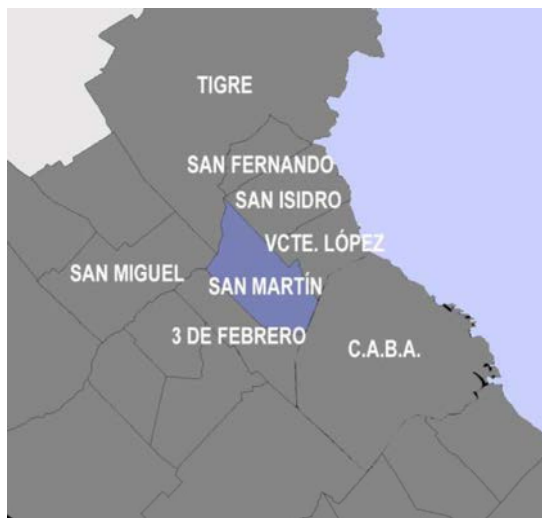 TIGRE
SAN FERNANDO
SAN ISIDRO
VCTE. LÓPEZ
SAN MIGUEL
SAN MARTÍN
3 DE FEBRERO
C.A.B.A.